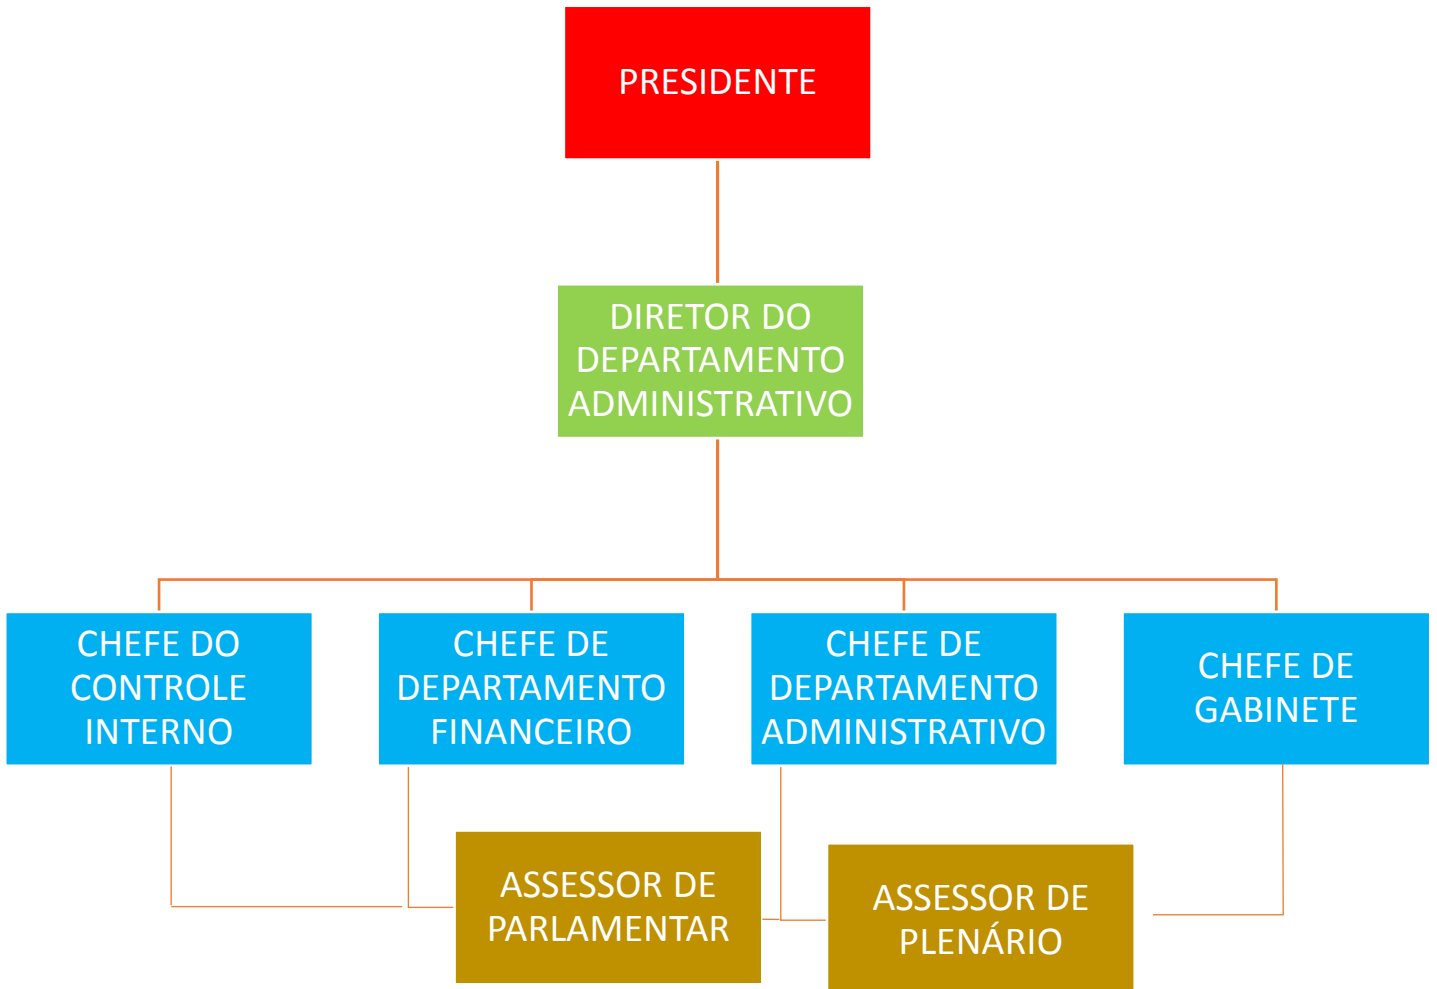 PRESIDENTE
DIRETOR DO
DEPARTAMENTO
ADMINISTRATIVO
CHEFE DO
CONTROLE
INTERNO
CHEFE DE
DEPARTAMENTO
FINANCEIRO
CHEFE DE
DEPARTAMENTO
ADMINISTRATIVO
CHEFE DE
GABINETE
ASSESSOR DE
PARLAMENTAR
ASSESSOR DE
PLENÁRIO